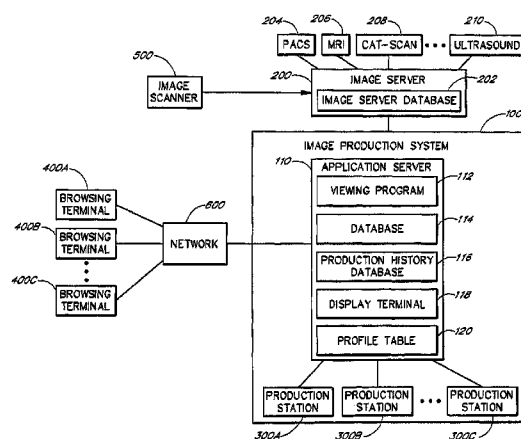 204 206 208 210
PACS MRI CAT-SCAN ••• ULTRASOUND
500 200 202
IMAGE SERVER
IMAGE SCANNER
IMAGE SERVER DATABASE
100
IMAGE PRODUCTION SYSTEM
110 APPLICATION SERVER
VIEWING PROGRAM 112
400A
BROWSING TERMINAL
600
DATABASE 114
400B
BROWSING TERMINAL
NETWORK
PRODUCTION HISTORY DATABASE 116
400C
BROWSING TERMINAL
DISPLAY TERMINAL 118
PROFILE TABLE 120
PRODUCTION STATION PRODUCTION STATION ••• PRODUCTION STATION
300A 300B 300C